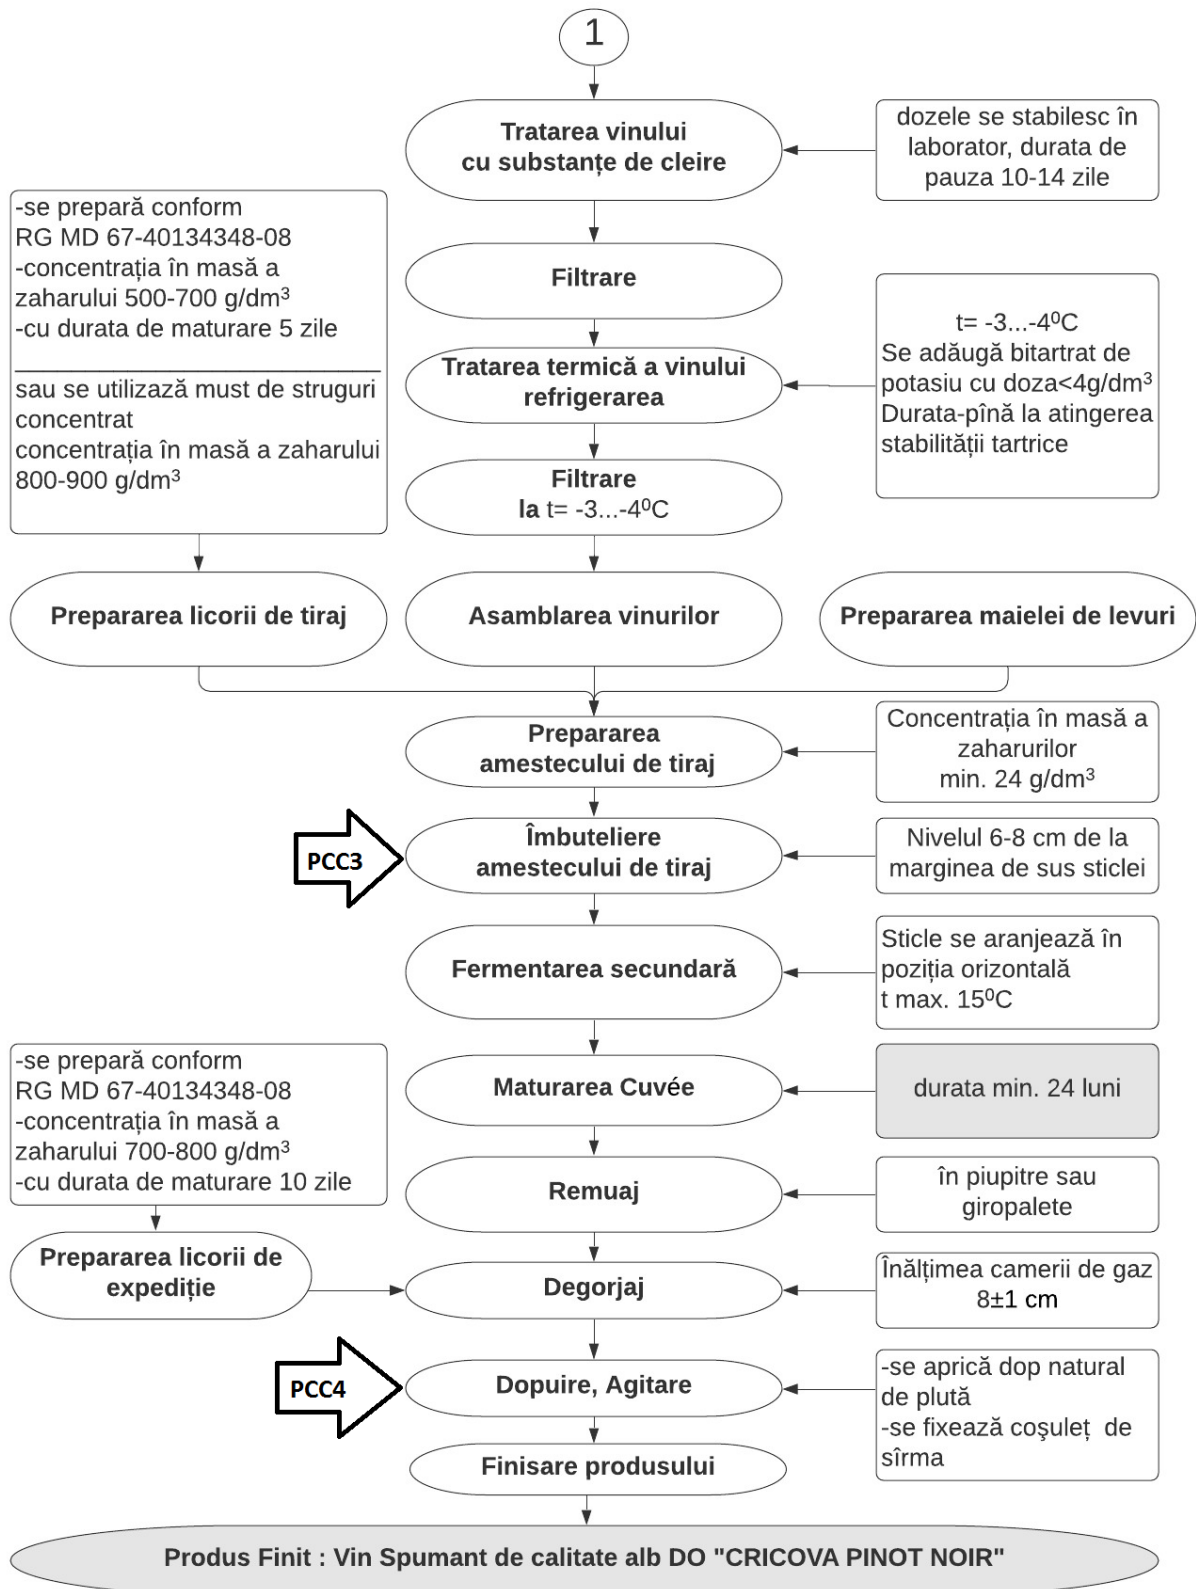 1
Tratarea vinului
cu substanțe de cleire
dozele se stabilesc în
laborator, durata de
pauza 10-14 zile
-se prepară conform
RG MD 67-40134348-08
-concentrația în masă a
zaharului 500-700 g/dm³
-cu durata de maturare 5 zile
sau se utilizază must de struguri
concentrat
concentrația în masă a zaharului
800-900 g/dm³
Filtrare
Tratarea termică a vinului
refrigerarea
t= -3...-4⁰C
Se adăugă bitartrat de
potasiu cu doza<4g/dm³
Durata-pînă la atingerea
stabilității tartrice
Filtrare
la t= -3...-4⁰C
Prepararea licorii de tiraj
Asamblarea vinurilor
Prepararea maielei de levuri
Prepararea
amestecului de tiraj
Concentrația în masă a
zaharurilor
min. 24 g/dm³
PCC3
Îmbuteliere
amestecului de tiraj
Nivelul 6-8 cm de la
marginea de sus sticlei
Fermentarea secundară
Sticle se aranjează în
poziția orizontală
t max. 15⁰C
-se prepară conform
RG MD 67-40134348-08
-concentrația în masă a
zaharului 700-800 g/dm³
-cu durata de maturare 10 zile
Maturarea Cuvée
durata min. 24 luni
Remuaj
în piupitre sau
giropalete
Prepararea licorii de
expediție
Degorjaj
Înălțimea camerii de gaz
8±1 cm
PCC4
Dopuire, Agitare
-se aprică dop natural
de plută
-se fixează coşuleț de
sîrma
Finisare produsului
Produs Finit : Vin Spumant de calitate alb DO "CRICOVA PINOT NOIR"